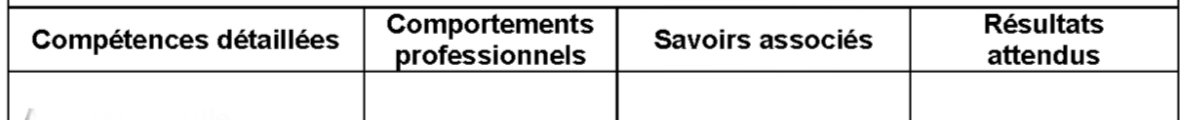 Compétences détaillées
Comportements
professionnels
Savoirs associés
Résultats
attendus